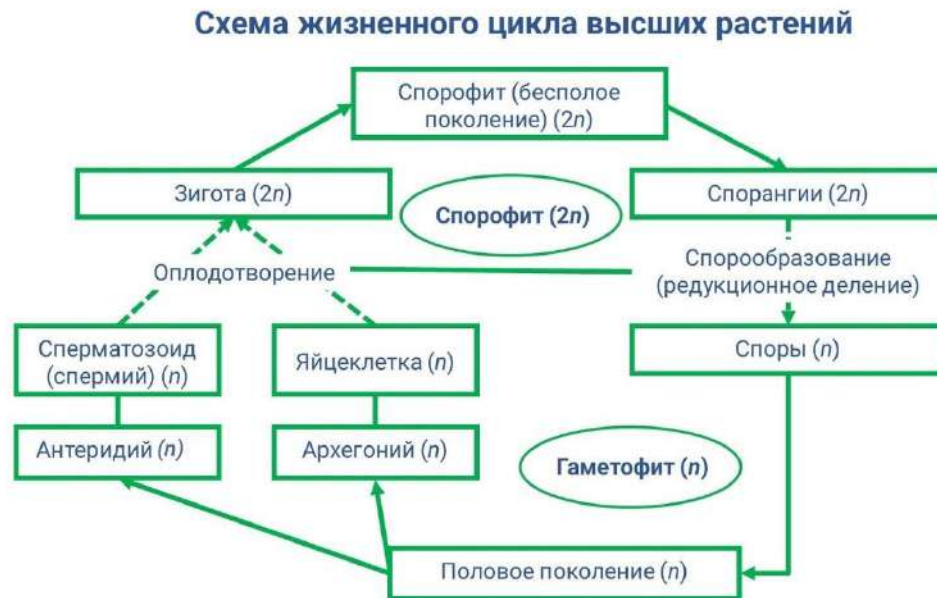 Схема жизненного цикла высших растений
Спорофит (бесполое
поколение) (2n)
Зигота (2n)
Спорангии (2n)
Спорофит (2n)
Оплодотворение
Спорообразование
(редукционное деление)
Сперматозоид
(спермий) (n)
Яйцеклетка (n)
Споры (n)
Антеридий (n)
Архегоний (n)
Гаметофит (n)
Половое поколение (n)